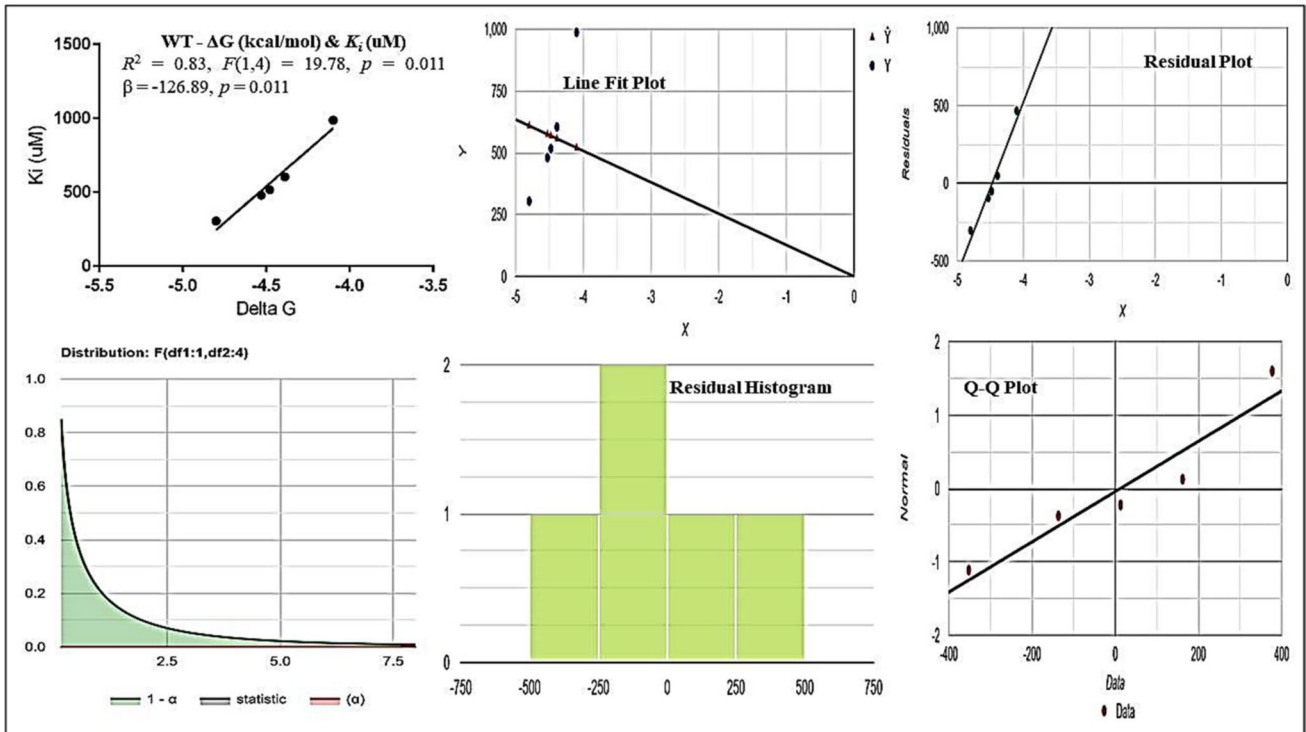 WT - ΔG (kcal/mol) & Ki (uM)
R² = 0.83, F(1,4) = 19.78, p = 0.011
β = -126.89, p = 0.011
1500
1000
500
0
Ki (uM)
-5.5 -5.0 -4.5 -4.0 -3.5
Delta G
Line Fit Plot
1,000
750
500
250
0
Y
-5 -4 -3 -2 -1 0
X
Ŷ
Y
Residual Plot
1,000
500
0
-500
Residuals
-5 -4 0
X
Distribution: F(df1:1,df2:4)
1.0
0.8
0.6
0.4
0.2
0.0
2.5 5.0 7.5
1 - α statistic (α)
Residual Histogram
2
1
0
-750 -500 -250 0 250 500 750
Q-Q Plot
2
1
0
-1
-2
Normal
-400 -200 0 200 400
Data
Data